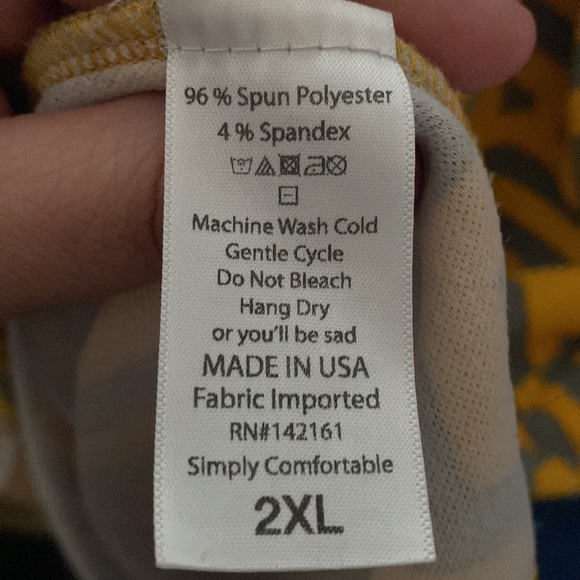 96 % Spun Polyester
4 % Spandex
Machine Wash Cold
Gentle Cycle
Do Not Bleach
Hang Dry
or you'll be sad
MADE IN USA
Fabric Imported
RN#142161
Simply Comfortable
2XL